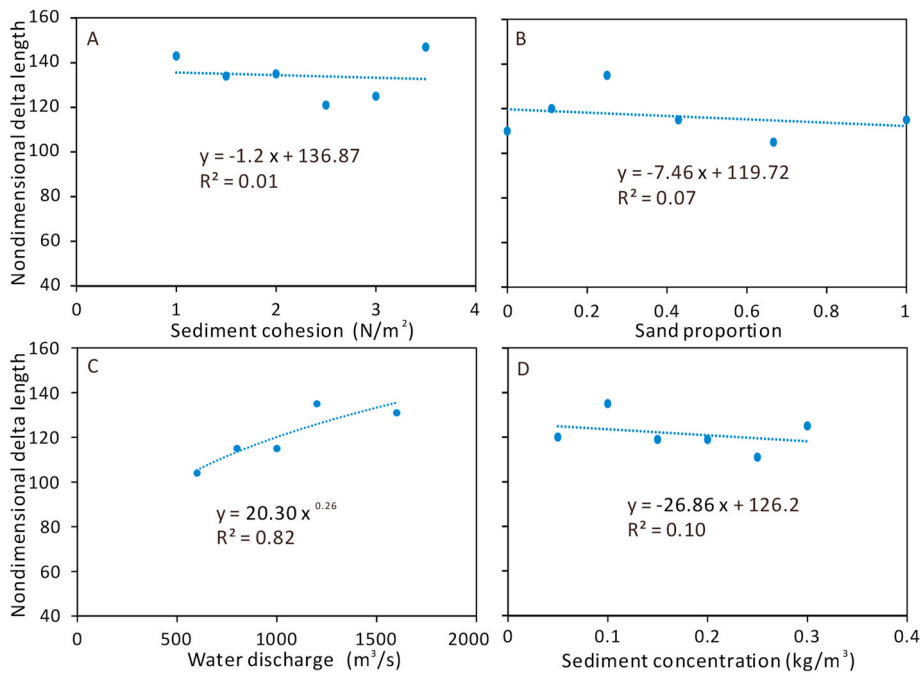 Nondimensional delta length
160
140
120
100
80
60
40
A
y = -1.2 x + 136.87
R² = 0.01
0
1
2
3
4
Sediment cohesion (N/m²)
B
y = -7.46 x + 119.72
R² = 0.07
0
0.2
0.4
0.6
0.8
1
Sand proportion
Nondimensional delta length
160
140
120
100
80
60
40
C
y = 20.30 x^0.26
R² = 0.82
0
500
1000
1500
2000
Water discharge (m³/s)
D
y = -26.86 x + 126.2
R² = 0.10
0
0.1
0.2
0.3
0.4
Sediment concentration (kg/m³)